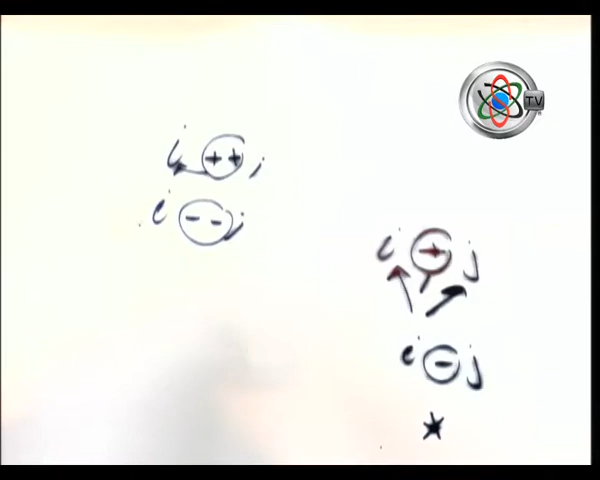 i ++ j
i -- j
i + j
i - j
*
TV